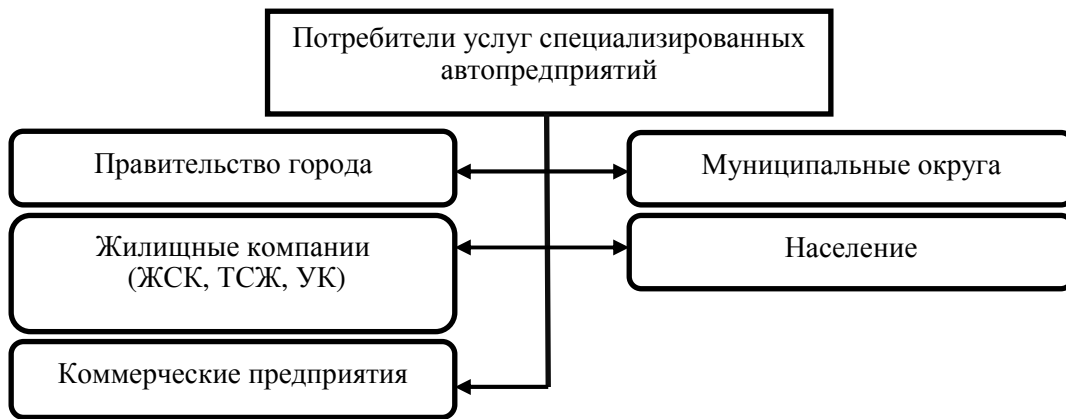 Потребители услуг специализированных
автопредприятий
Правительство города
Муниципальные округа
Жилищные компании
(ЖСК, ТСЖ, УК)
Население
Коммерческие предприятия